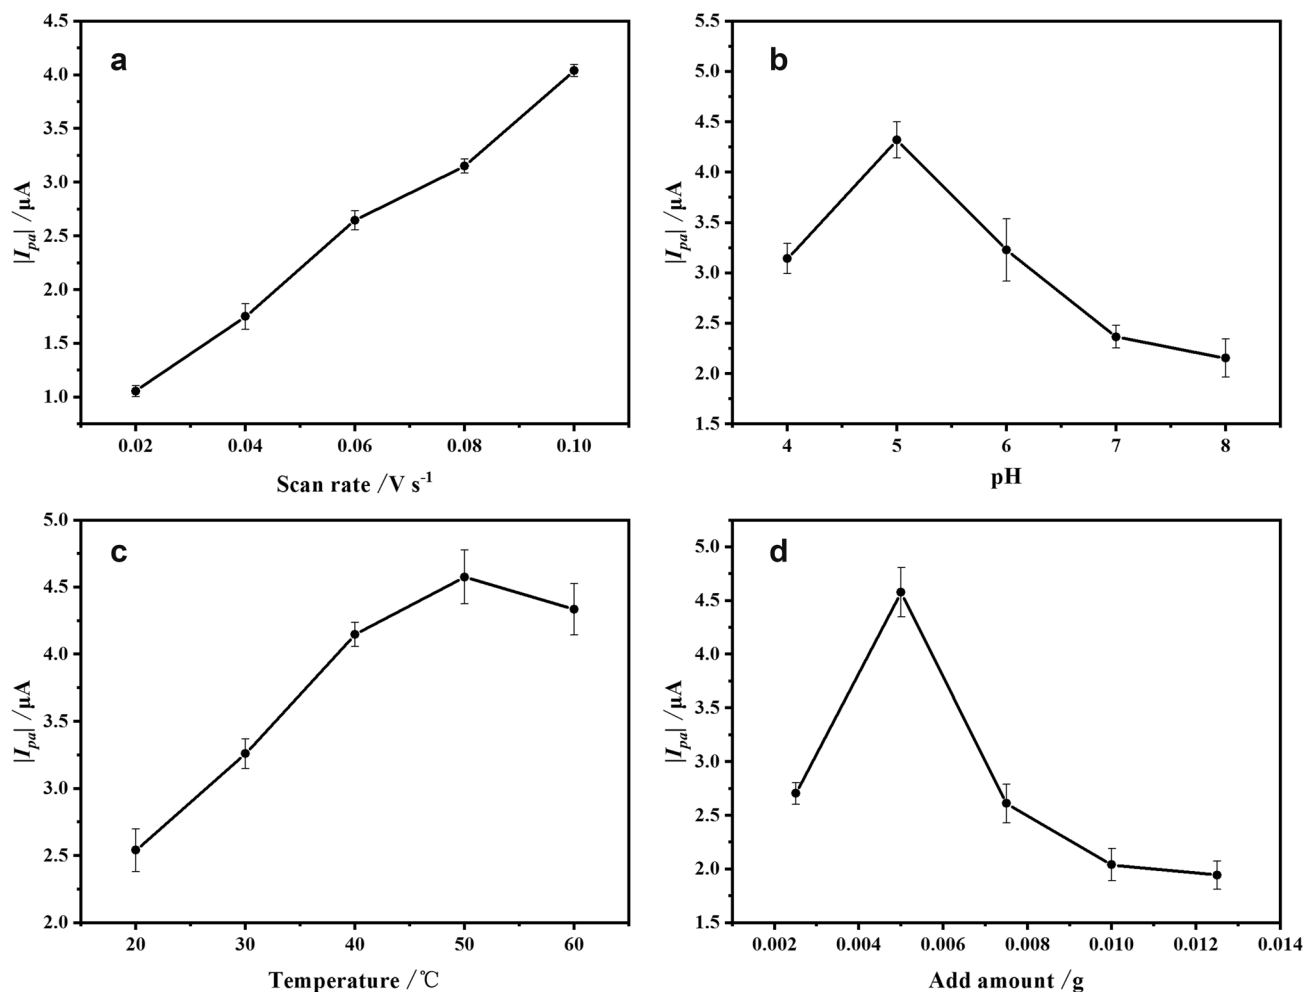 a
4.5
4.0
3.5
3.0
2.5
2.0
1.5
1.0
|Ipa| /μA
0.02 0.04 0.06 0.08 0.10
Scan rate /V s-1
b
5.5
5.0
4.5
4.0
3.5
3.0
2.5
2.0
1.5
|Ipa| /μA
4 5 6 7 8
pH
c
5.0
4.5
4.0
3.5
3.0
2.5
2.0
|Ipa| /μA
20 30 40 50 60
Temperature /℃
d
5.0
4.5
4.0
3.5
3.0
2.5
2.0
1.5
|Ipa| /μA
0.002 0.004 0.006 0.008 0.010 0.012 0.014
Add amount /g